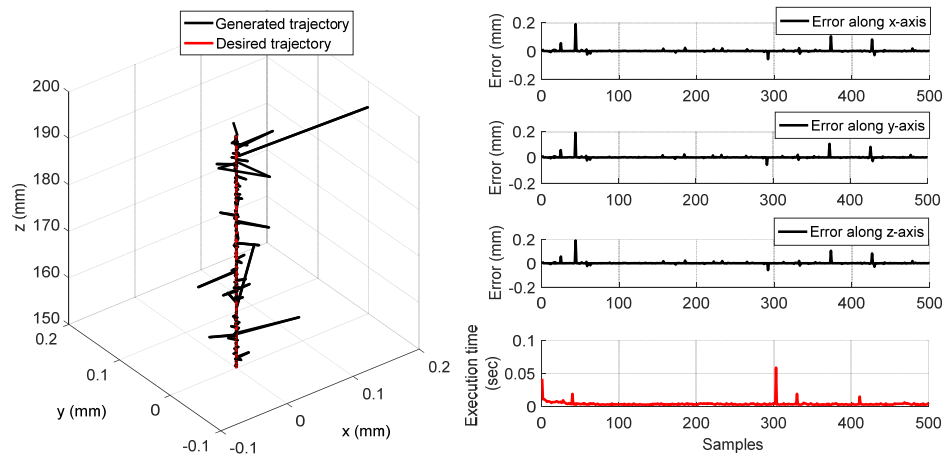 Generated trajectory
Desired trajectory
200
190
180
170
160
150
z (mm)
0.2
0.1
0
-0.1
y (mm)
-0.1
0
0.1
0.2
x (mm)
Error along x-axis
Error (mm)
0.2
0
-0.2
0 100 200 300 400 500
Error along y-axis
Error (mm)
0.2
0
-0.2
0 100 200 300 400 500
Error along z-axis
Error (mm)
0.2
0
-0.2
0 100 200 300 400 500
Execution time
(sec)
0.1
0.05
0
0 100 200 300 400 500
Samples